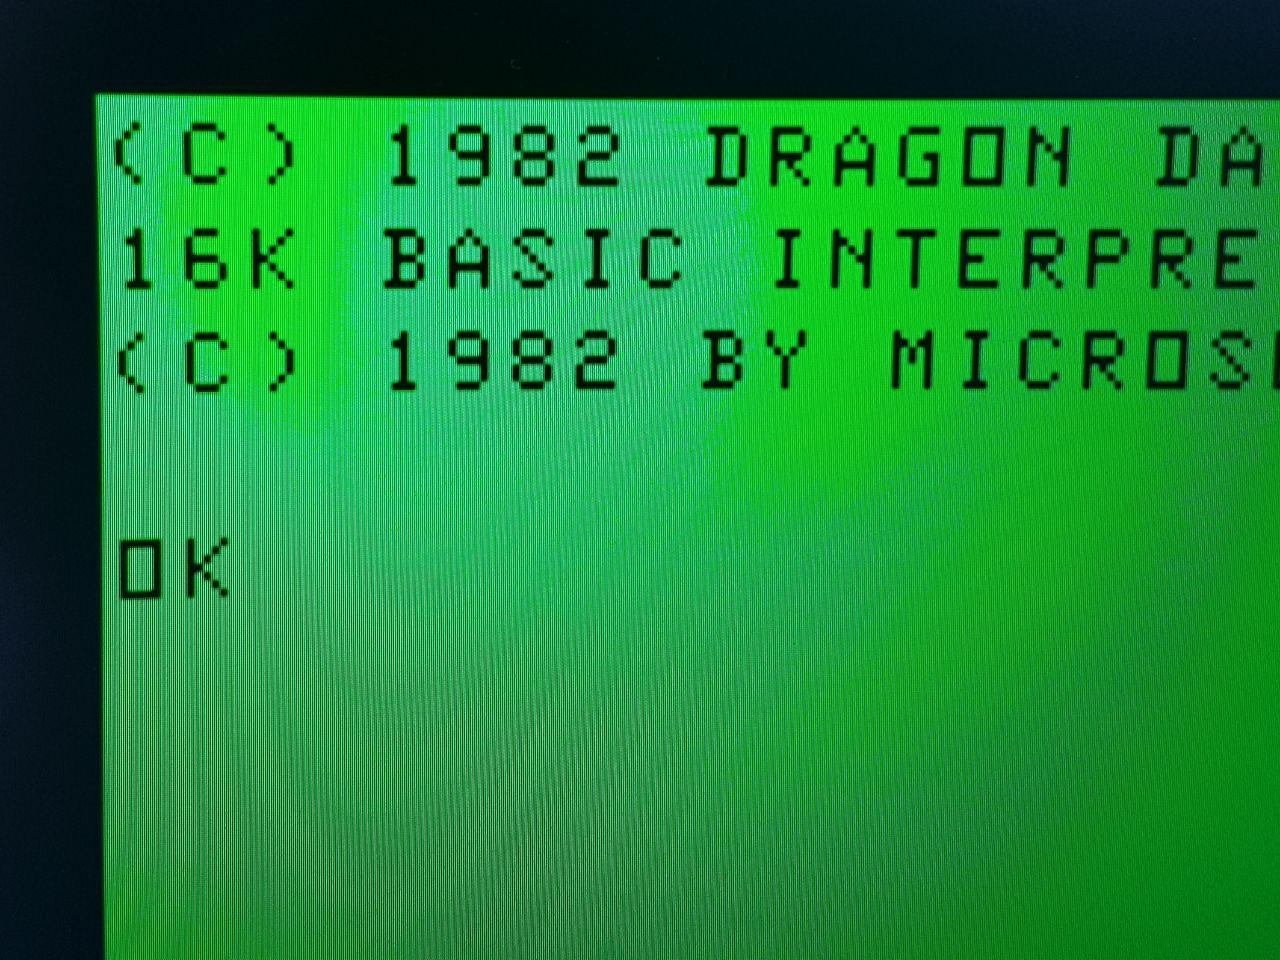 (C) 1982 DRAGON DA
16K BASIC INTERPRE
(C) 1982 BY MICROS
OK